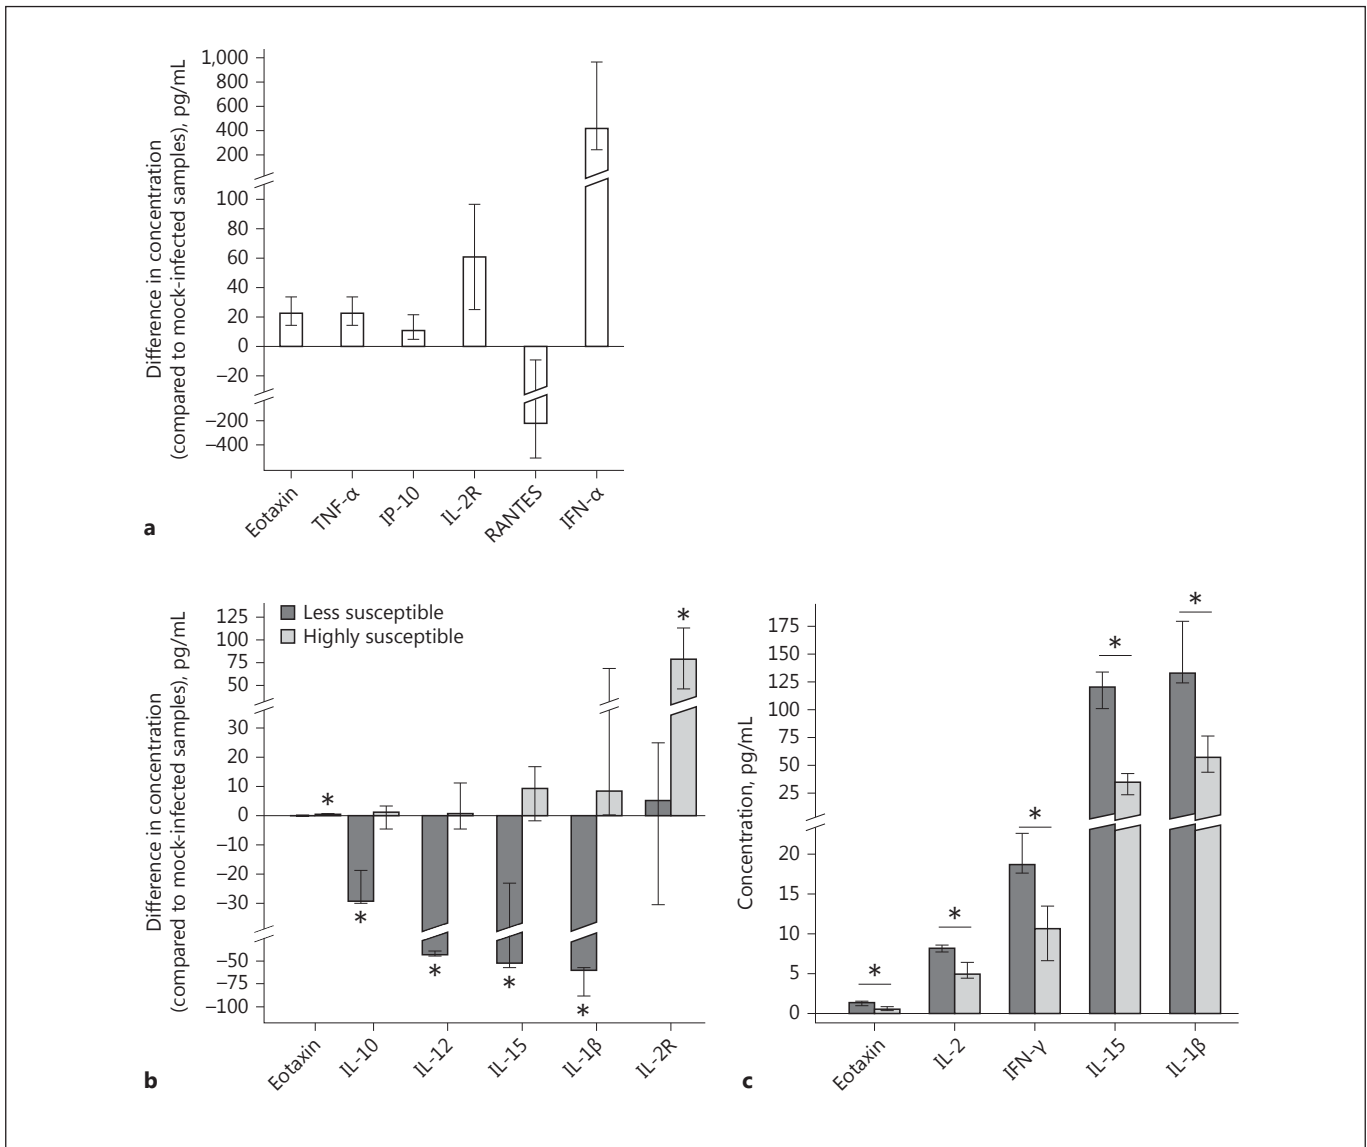 Difference in concentration
(compared to mock-infected samples), pg/mL
1,000
800
600
400
200
100
80
60
40
20
0
−20
−200
−400
Eotaxin
TNF-α
IP-10
IL-2R
RANTES
IFN-α
a
Difference in concentration
(compared to mock-infected samples), pg/mL
125
100
75
50
30
20
10
0
−10
−20
−30
−50
−75
−100
Less susceptible
Highly susceptible
*
*
*
*
*
*
Eotaxin
IL-10
IL-12
IL-15
IL-1β
IL-2R
b
Concentration, pg/mL
175
150
125
100
75
50
25
20
15
10
5
0
*
*
*
*
*
Eotaxin
IL-2
IFN-γ
IL-15
IL-1β
c